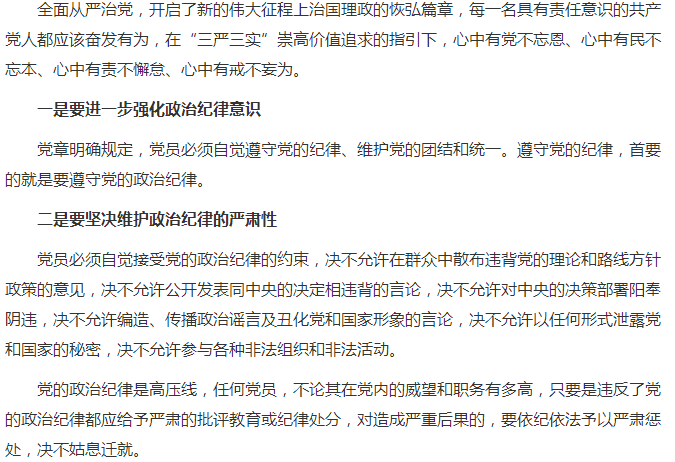 全面从严治党，开启了新的伟大征程上治国理政的恢弘篇章，每一名具有责任意识的共产
党人都应该奋发有为，在“三严三实”崇高价值追求的指引下，心中有党不忘恩、心中有民不
忘本、心中有责不懈怠、心中有戒不妄为。
一是要进一步强化政治纪律意识
党章明确规定，党员必须自觉遵守党的纪律、维护党的团结和统一。遵守党的纪律，首要
的就是要遵守党的政治纪律。
二是要坚决维护政治纪律的严肃性
党员必须自觉接受党的政治纪律的约束，决不允许在群众中散布违背党的理论和路线方针
政策的意见，决不允许公开发表同中央的决定相违背的言论，决不允许对中央的决策部署阳奉
阴违，决不允许编造、传播政治谣言及丑化党和国家形象的言论，决不允许以任何形式泄露党
和国家的秘密，决不允许参与各种非法组织和非法活动。
党的政治纪律是高压线，任何党员，不论其在党内的威望和职务有多高，只要是违反了党
的政治纪律都应给予严肃的批评教育或纪律处分，对造成严重后果的，要依纪依法予以严肃惩
处，决不姑息迁就。